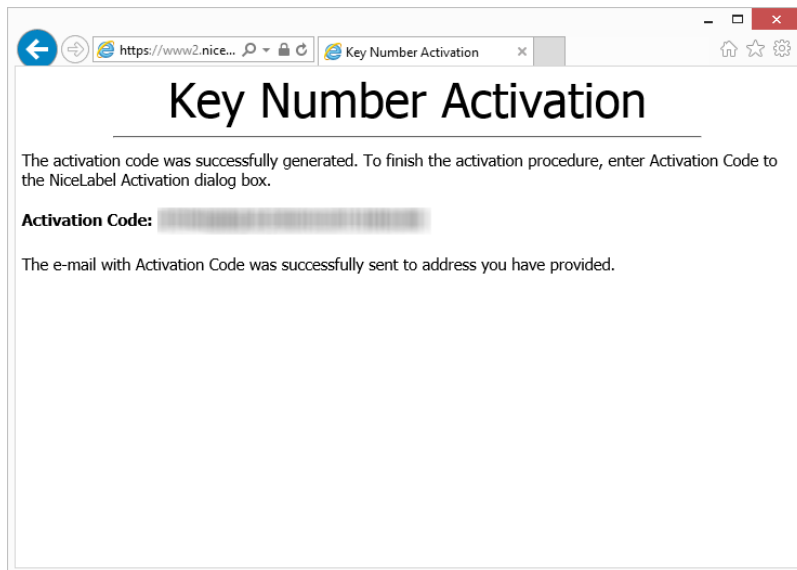 https://www2.nice...
Key Number Activation
Key Number Activation
The activation code was successfully generated. To finish the activation procedure, enter Activation Code to
the NiceLabel Activation dialog box.
Activation Code:
The e-mail with Activation Code was successfully sent to address you have provided.